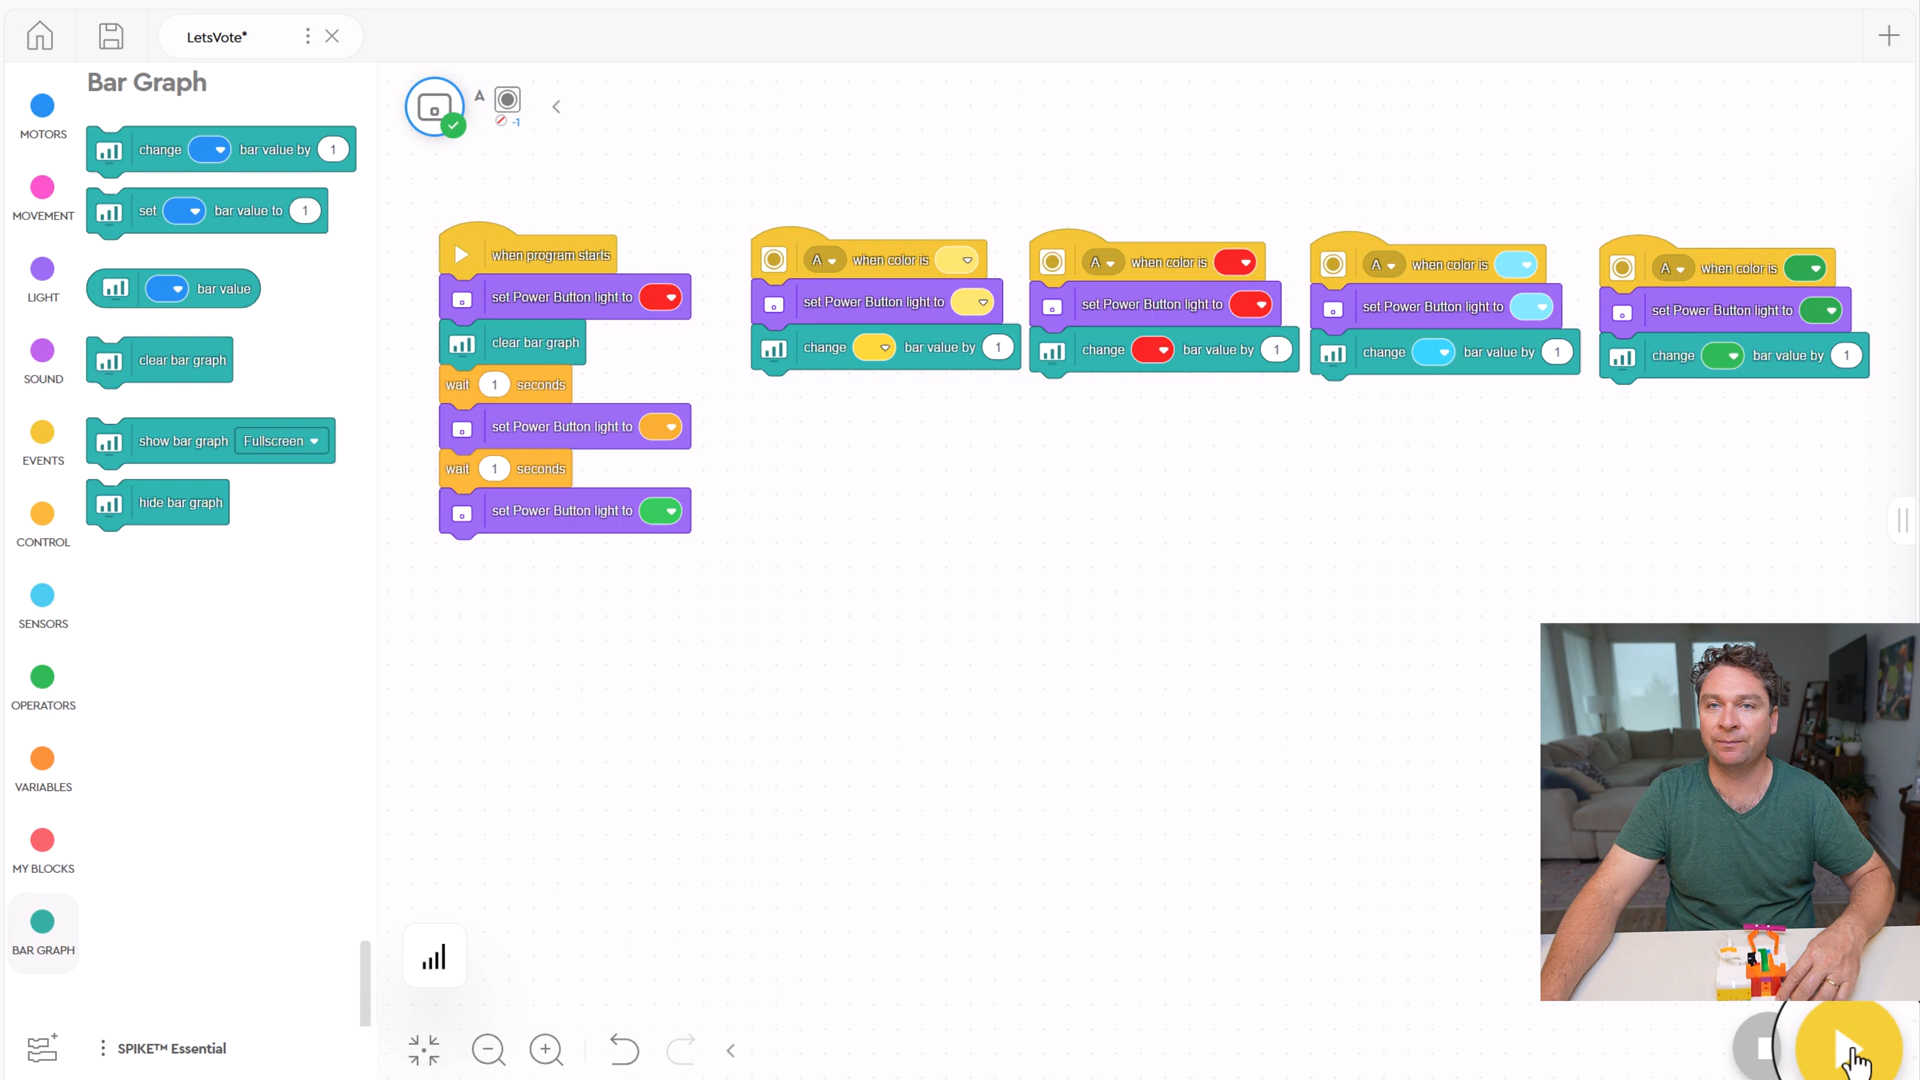 LetsVote*
Bar Graph
MOTORS
MOVEMENT
LIGHT
SOUND
EVENTS
CONTROL
SENSORS
OPERATORS
VARIABLES
MY BLOCKS
BAR GRAPH
change bar value by 1
set bar value to 1
bar value
clear bar graph
show bar graph Fullscreen
hide bar graph
A
-1
when program starts
set Power Button light to
clear bar graph
wait 1 seconds
set Power Button light to
wait 1 seconds
set Power Button light to
A when color is
set Power Button light to
change bar value by 1
A when color is
set Power Button light to
change bar value by 1
A when color is
set Power Button light to
change bar value by 1
A when color is
set Power Button light to
change bar value by 1
SPIKE™ Essential